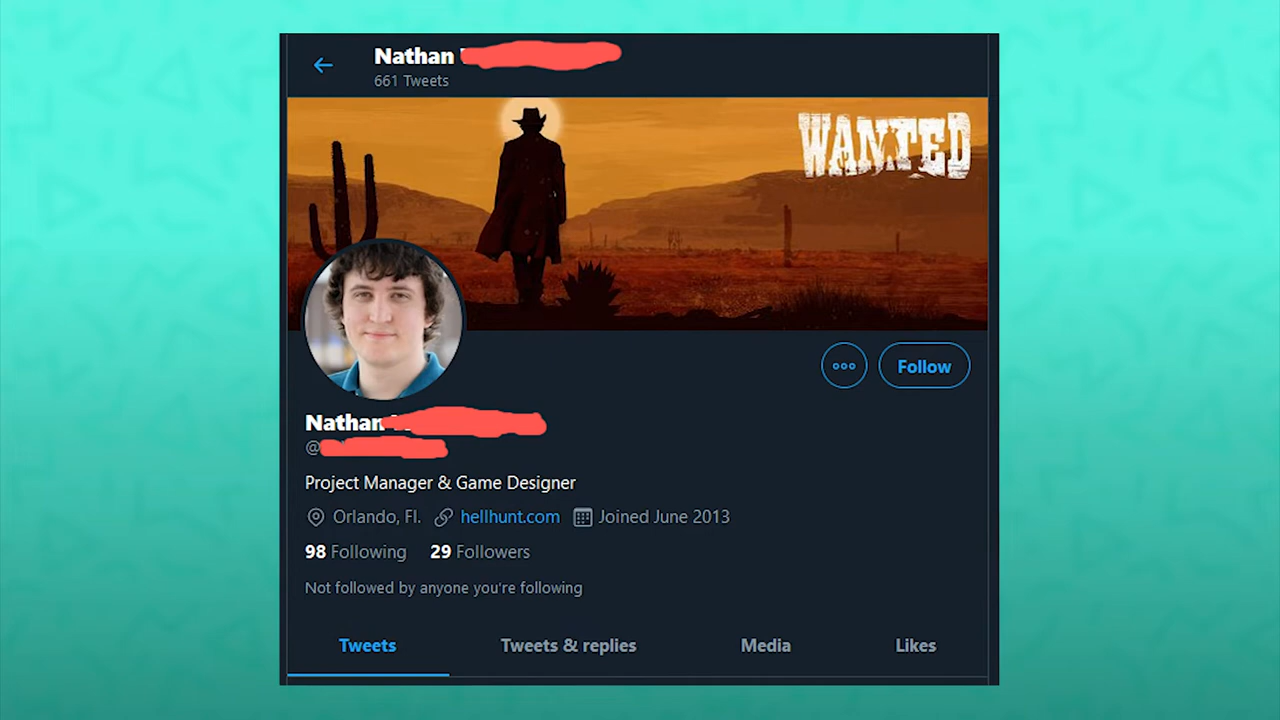 Nathan
661 Tweets
WANTED
Follow
Nathan
@
Project Manager & Game Designer
Orlando, Fl. hellhunt.com Joined June 2013
98 Following 29 Followers
Not followed by anyone you're following
Tweets Tweets & replies Media Likes